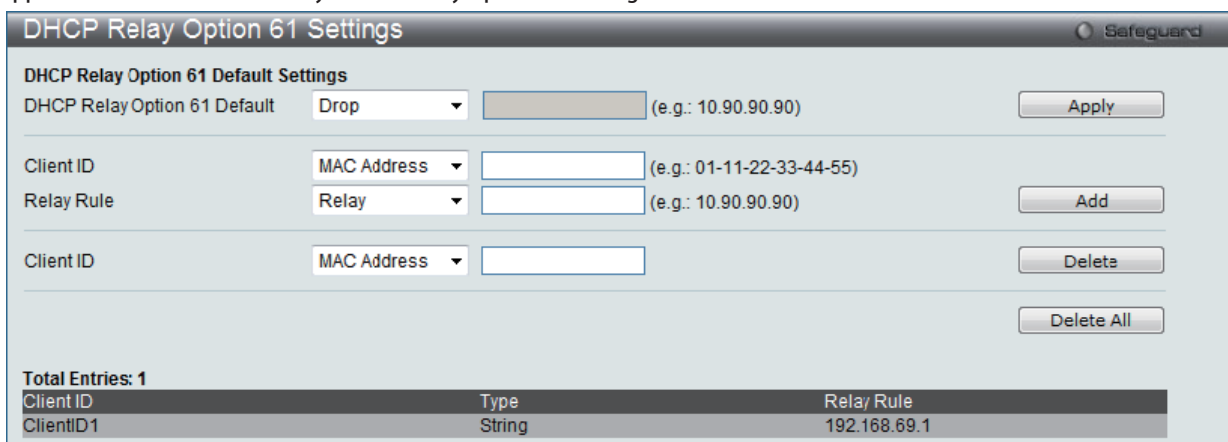 DHCP Relay Option 61 Settings
Safeguard
DHCP Relay Option 61 Default Settings
DHCP Relay Option 61 Default Drop (e.g.: 10.90.90.90) Apply
Client ID MAC Address (e.g.: 01-11-22-33-44-55)
Relay Rule Relay (e.g.: 10.90.90.90) Add
Client ID MAC Address Delete
Delete All
Total Entries: 1
Client ID Type Relay Rule
ClientID1 String 192.168.69.1